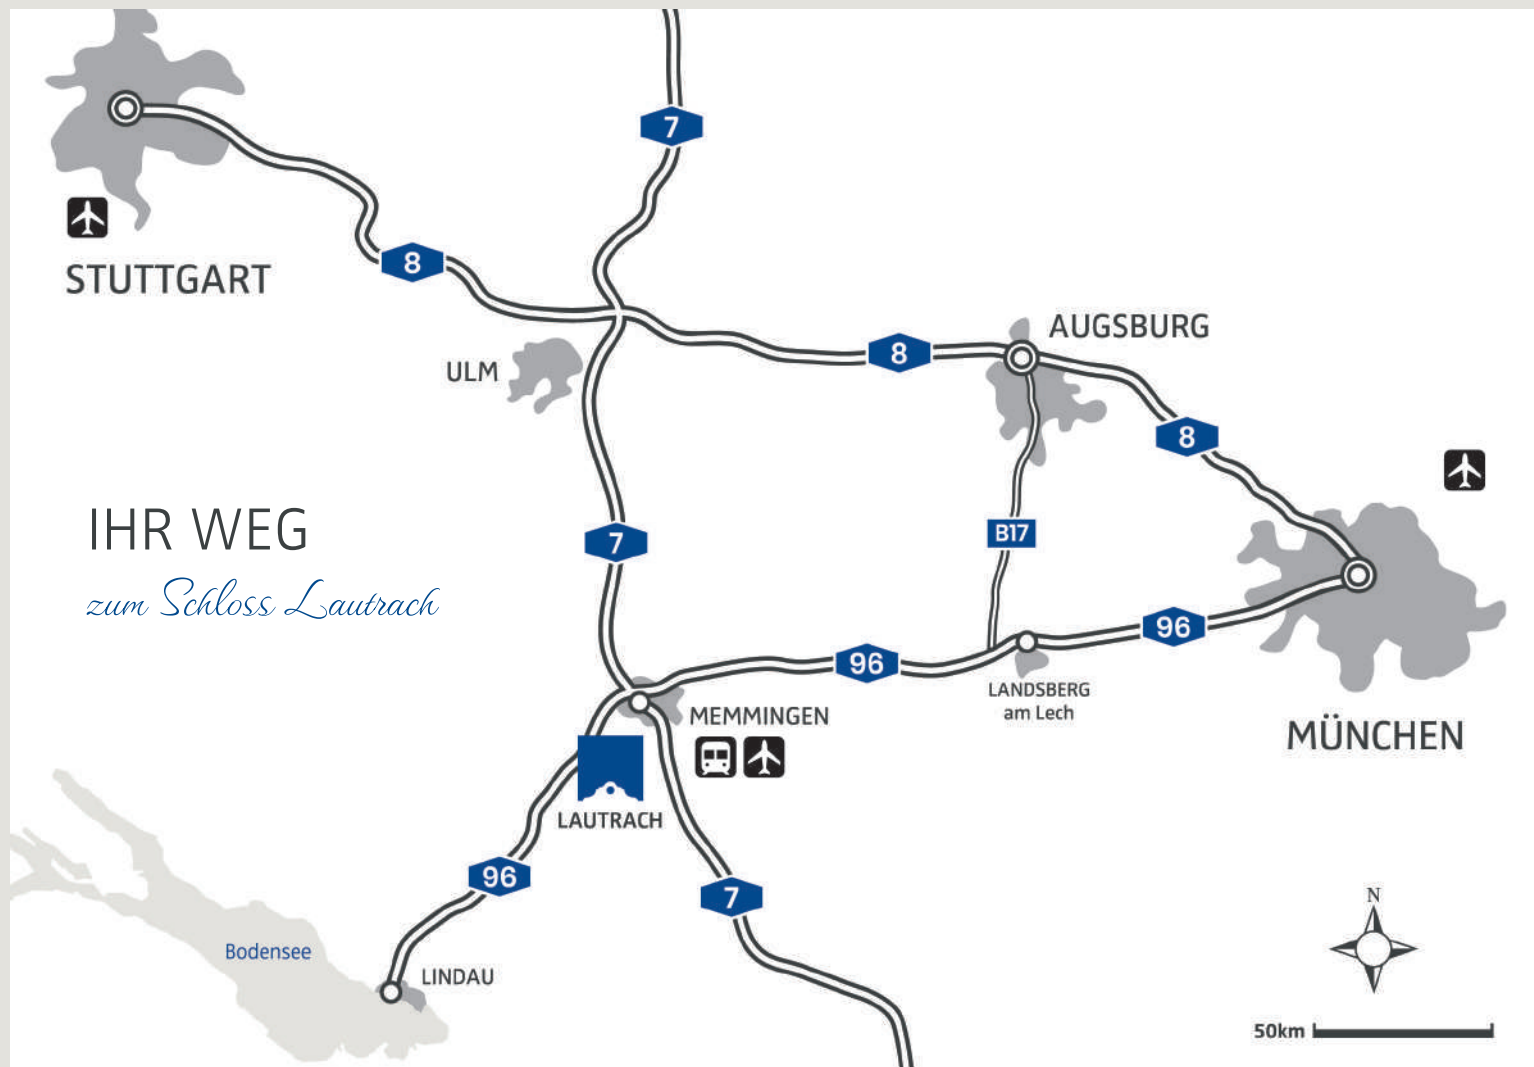 7
8
STUTTGART
AUGSBURG
8
ULM
8
IHR WEG
zum Schloss Lautrach
7
B17
96
96
LANDSBERG
am Lech
MEMMINGEN
MÜNCHEN
LAUTRACH
96
7
N
Bodensee
LINDAU
50km